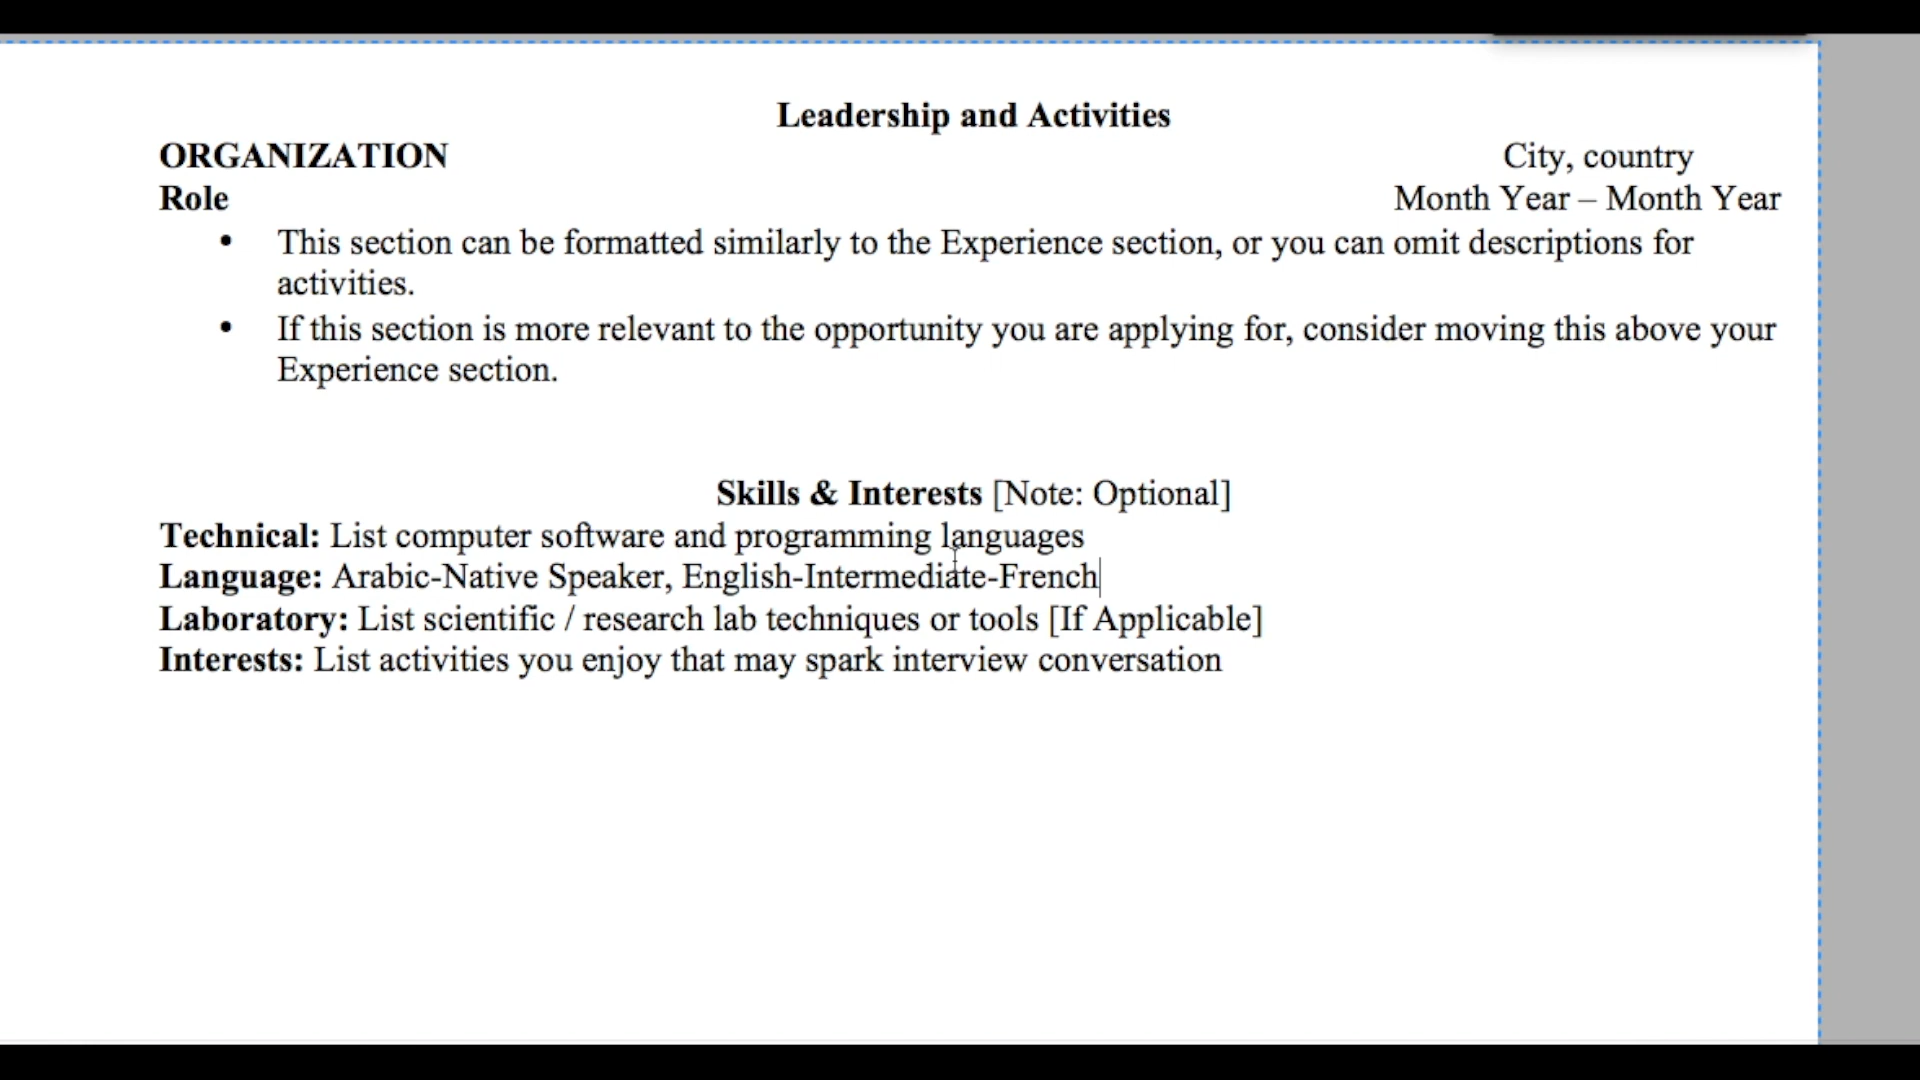 Leadership and Activities
ORGANIZATION City, country
Role Month Year – Month Year
• This section can be formatted similarly to the Experience section, or you can omit descriptions for
activities.
• If this section is more relevant to the opportunity you are applying for, consider moving this above your
Experience section.
Skills & Interests [Note: Optional]
Technical: List computer software and programming languages
Language: Arabic-Native Speaker, English-Intermediate-French
Laboratory: List scientific / research lab techniques or tools [If Applicable]
Interests: List activities you enjoy that may spark interview conversation